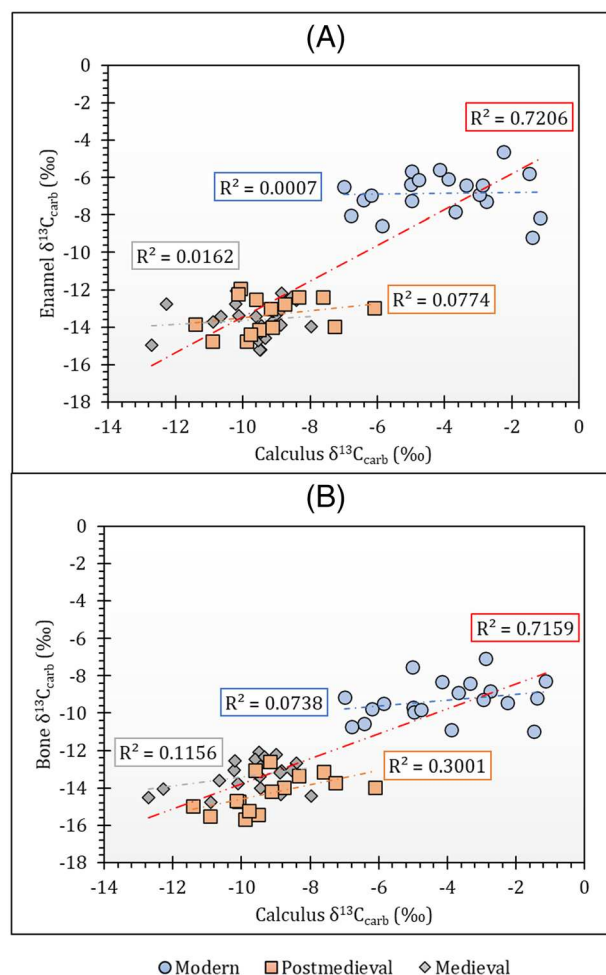 (A)
0
-2
-4
-6
-8
-10
-12
-14
-16
-18
Enamel δ¹³Ccarb (‰)
R² = 0.7206
R² = 0.0007
R² = 0.0162
R² = 0.0774
-14 -12 -10 -8 -6 -4 -2 0
Calculus δ¹³Ccarb (‰)
(B)
0
-2
-4
-6
-8
-10
-12
-14
-16
-18
Bone δ¹³Ccarb (‰)
R² = 0.7159
R² = 0.0738
R² = 0.1156
R² = 0.3001
-14 -12 -10 -8 -6 -4 -2 0
Calculus δ¹³Ccarb (‰)
Modern Postmedieval Medieval